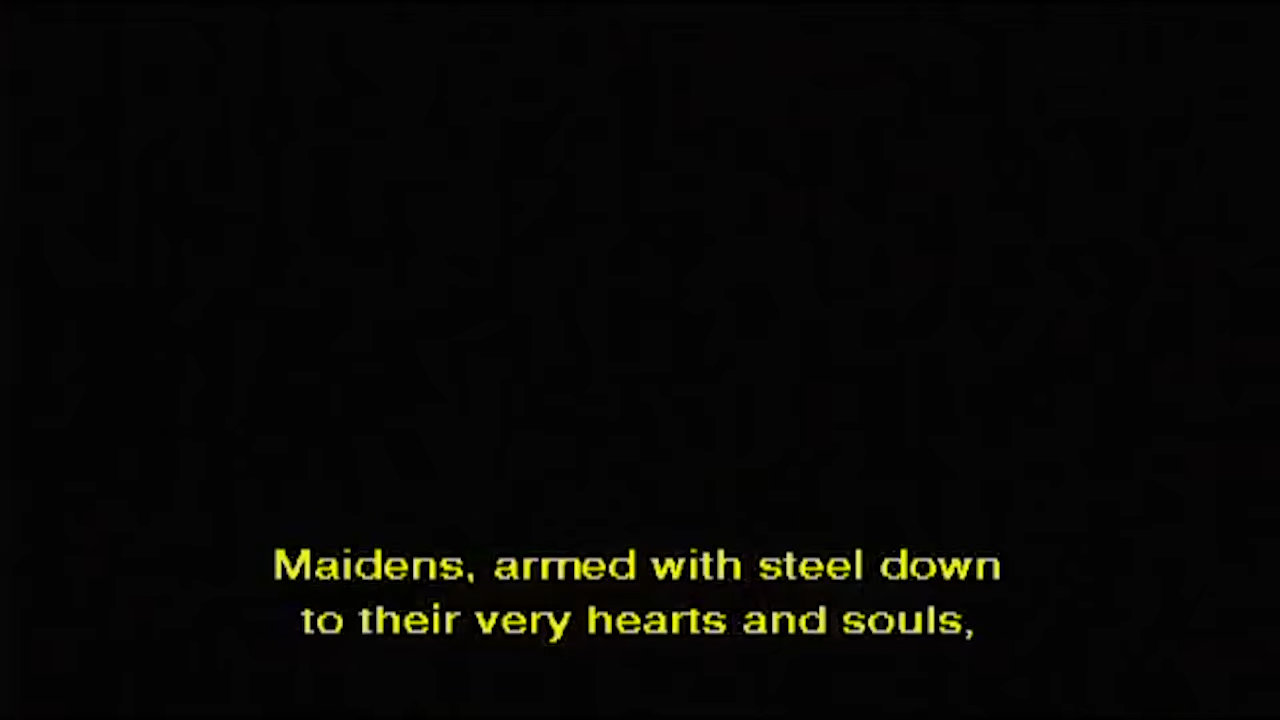 Maidens, armed with steel down
to their very hearts and souls,